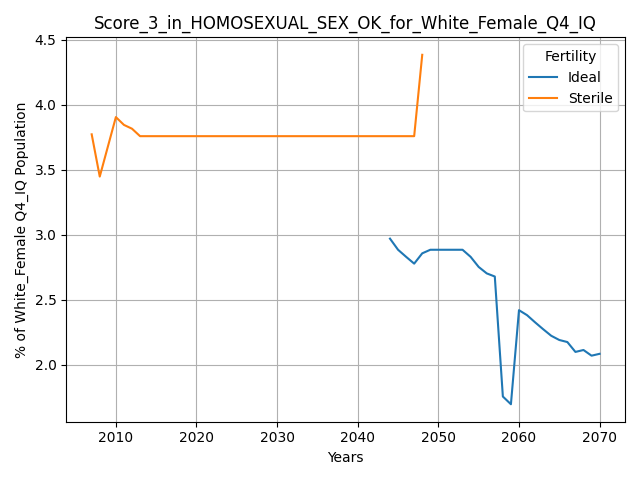 Score_3_in_HOMOSEXUAL_SEX_OK_for_White_Female_Q4_IQ
Fertility
Ideal
Sterile
% of White_Female Q4_IQ Population
4.5
4.0
3.5
3.0
2.5
2.0
2010 2020 2030 2040 2050 2060 2070
Years